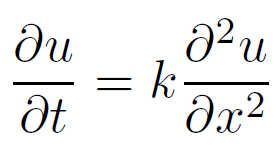 ∂u/∂t = k ∂²u/∂x²